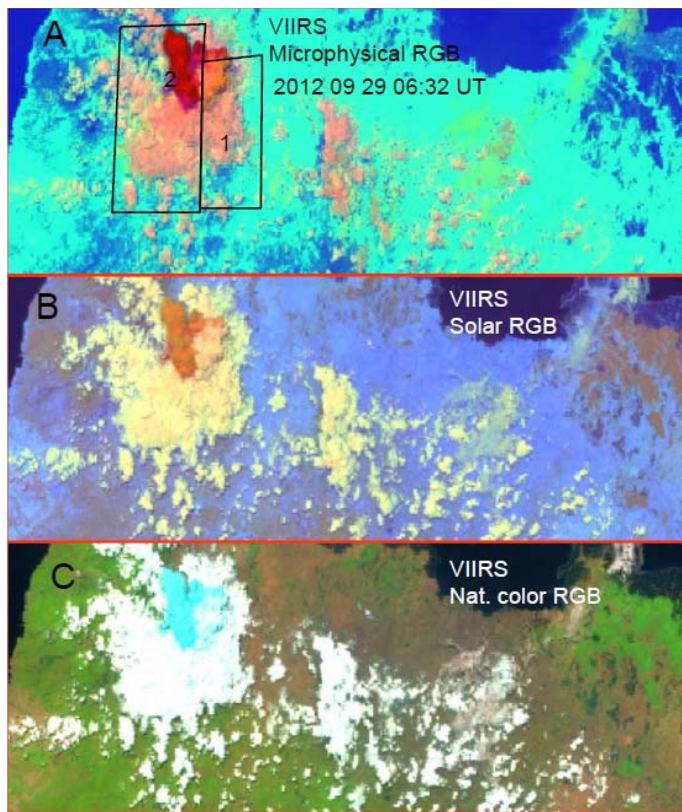 A
VIIRS
Microphysical RGB
2012 09 29 06:32 UT
2
1
B
VIIRS
Solar RGB
C
VIIRS
Nat. color RGB